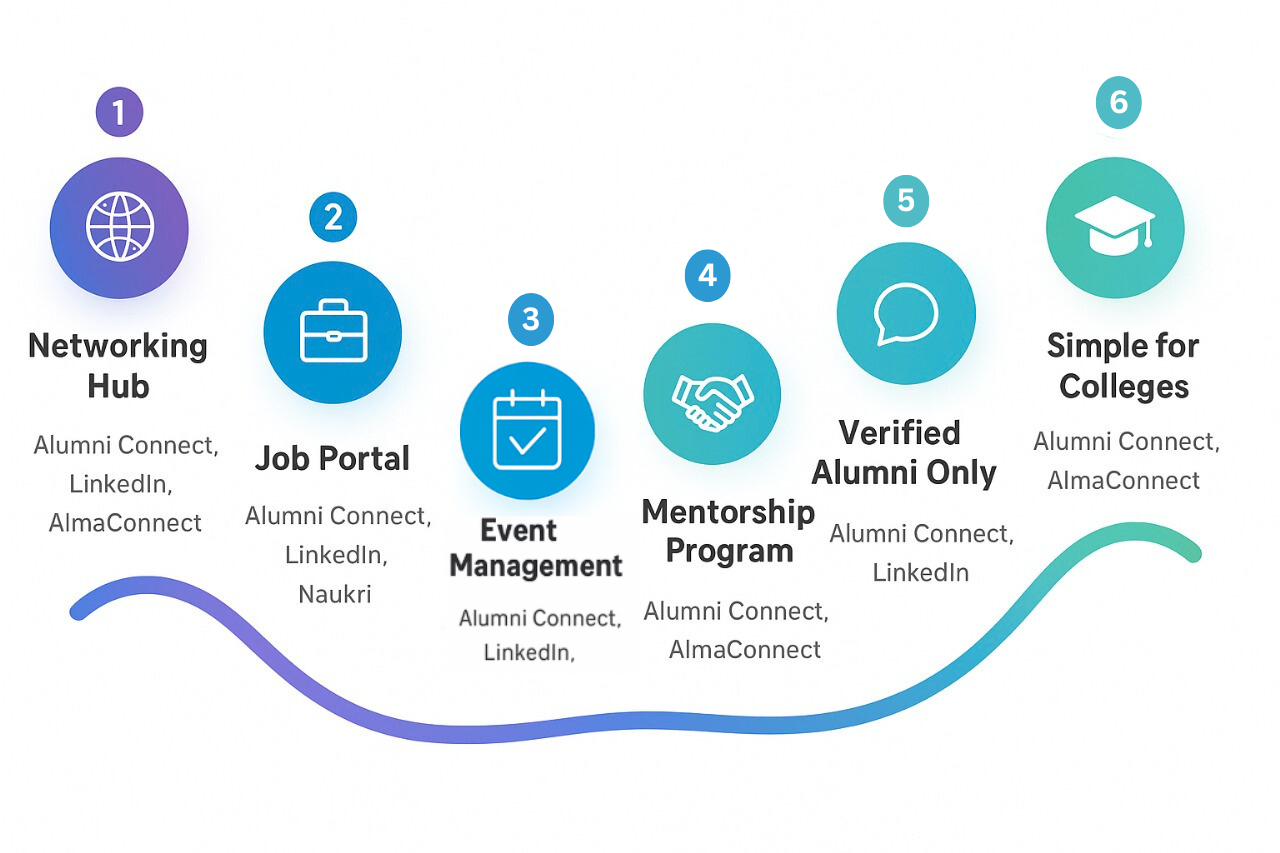 1
Networking
Hub
Alumni Connect,
LinkedIn,
AlmaConnect
2
Job Portal
Alumni Connect,
LinkedIn,
Naukri
3
Event
Management
Alumni Connect,
LinkedIn,
4
Mentorship
Program
Alumni Connect,
AlmaConnect
5
Verified
Alumni Only
Alumni Connect,
LinkedIn
6
Simple for
Colleges
Alumni Connect,
AlmaConnect